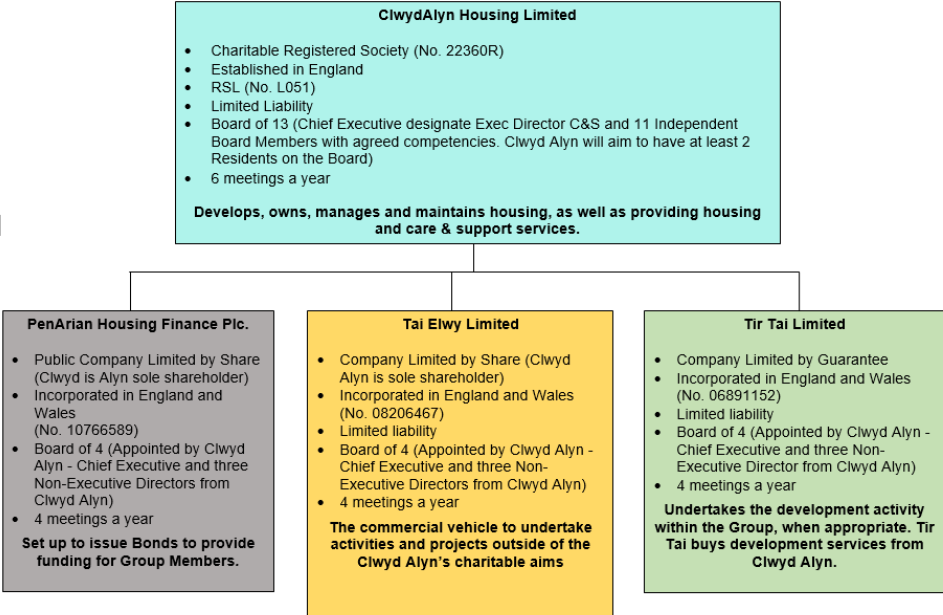 ClwydAlyn Housing Limited
• Charitable Registered Society (No. 22360R)
• Established in England
• RSL (No. L051)
• Limited Liability
• Board of 13 (Chief Executive designate Exec Director C&S and 11 Independent
Board Members with agreed competencies. Clwyd Alyn will aim to have at least 2
Residents on the Board)
• 6 meetings a year
Develops, owns, manages and maintains housing, as well as providing housing
and care & support services.
PenArian Housing Finance Plc.
• Public Company Limited by Share
(Clwyd is Alyn sole shareholder)
• Incorporated in England and
Wales
(No. 10766589)
• Board of 4 (Appointed by Clwyd
Alyn - Chief Executive and three
Non-Executive Directors from
Clwyd Alyn)
• 4 meetings a year
Set up to issue Bonds to provide
funding for Group Members.
Tai Elwy Limited
• Company Limited by Share (Clwyd
Alyn is sole shareholder)
• Incorporated in England and Wales
(No. 08206467)
• Limited liability
• Board of 4 (Appointed by Clwyd Alyn -
Chief Executive and three Non-
Executive Directors from Clwyd Alyn)
• 4 meetings a year
The commercial vehicle to undertake
activities and projects outside of the
Clwyd Alyn's charitable aims
Tir Tai Limited
• Company Limited by Guarantee
• Incorporated in England and Wales
(No. 06891152)
• Limited liability
• Board of 4 (Appointed by Clwyd Alyn -
Chief Executive and three Non-
Executive Director from Clwyd Alyn)
• 4 meetings a year
Undertakes the development activity
within the Group, when appropriate. Tir
Tai buys development services from
Clwyd Alyn.